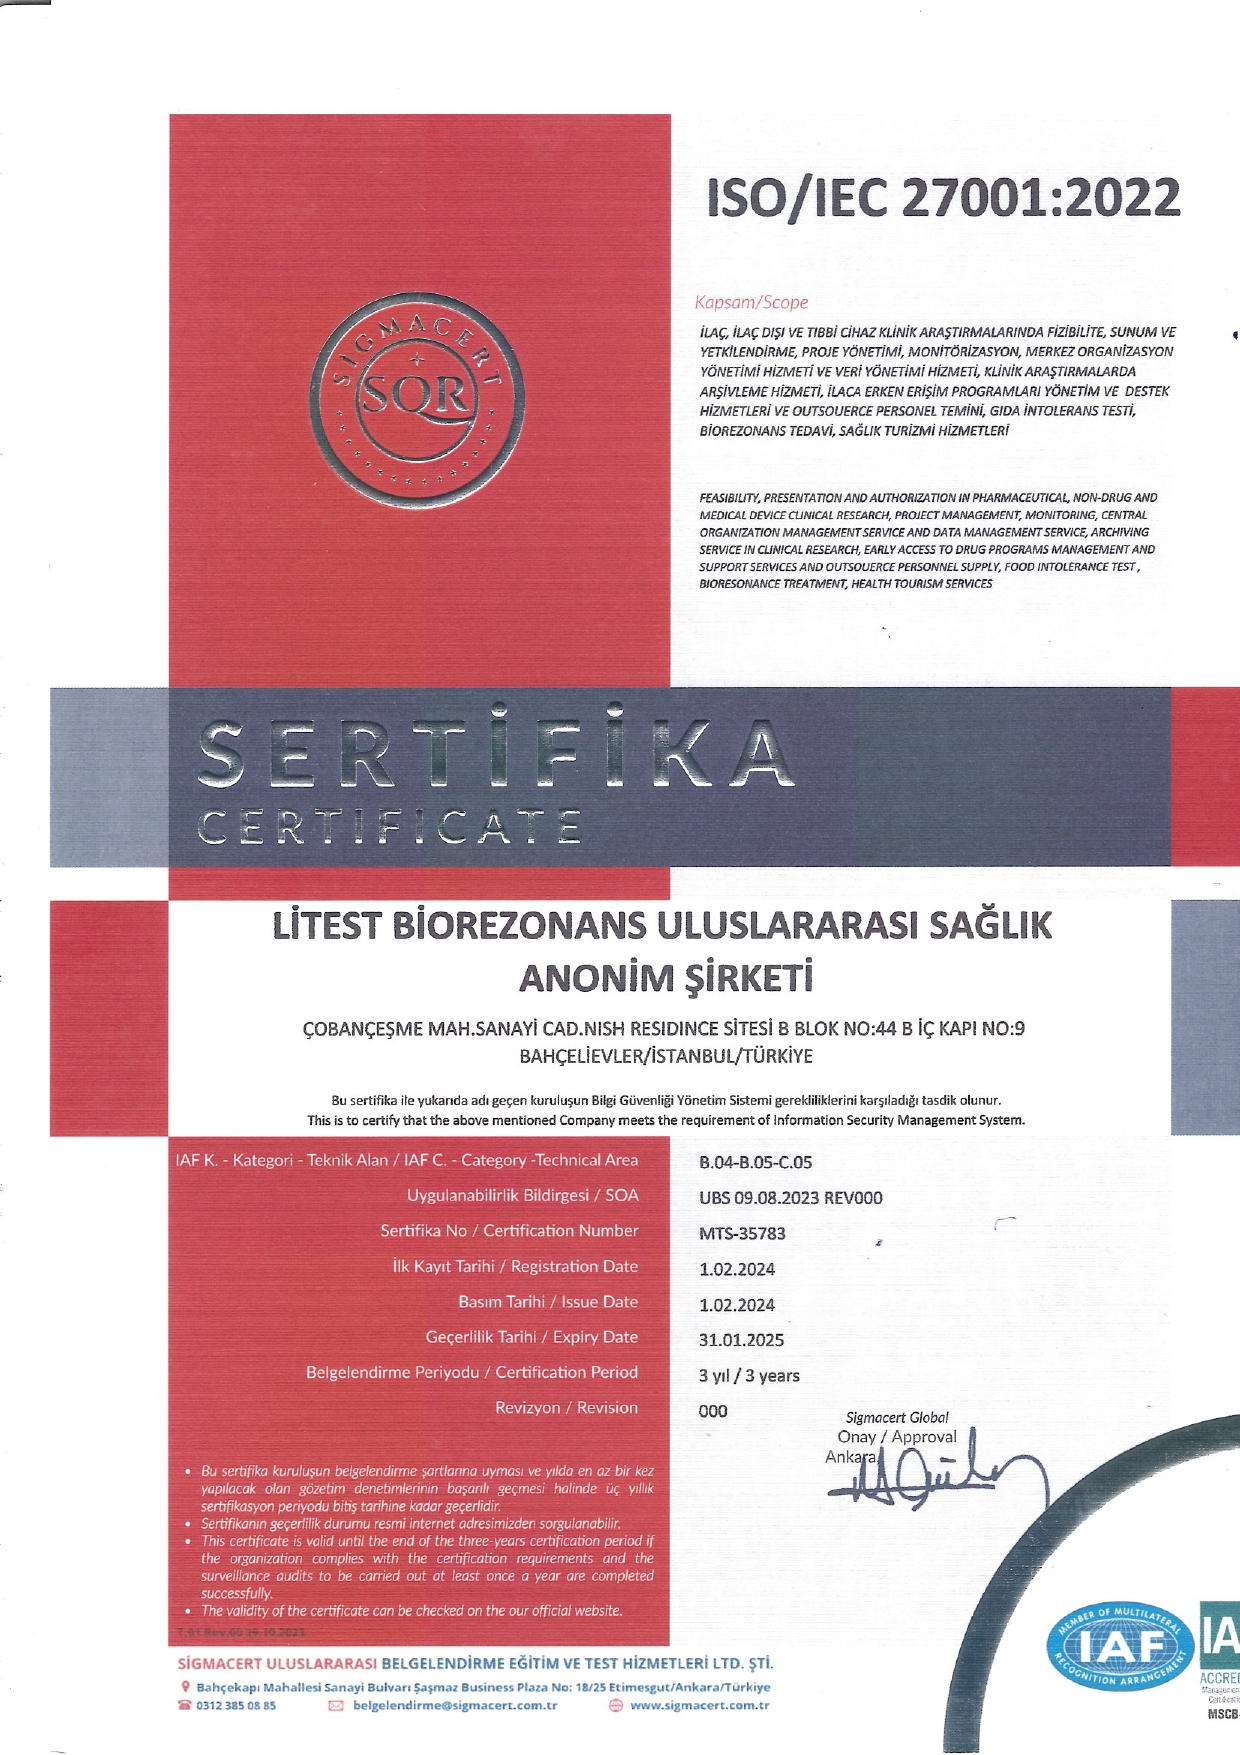 ISO/IEC 27001:2022
Kapsam/Scope
İLAÇ, İLAÇ DIŞI VE TIBBİ CİHAZ KLİNİK ARAŞTIRMALARINDA FİZİBİLİTE, SUNUM VE
YETKİLENDİRME, PROJE YÖNETİMİ, MONİTÖRİZASYON, MERKEZ ORGANİZASYON
YÖNETİMİ HİZMETİ VE VERİ YÖNETİMİ HİZMETİ, KLİNİK ARAŞTIRMALARDA
ARŞİVLEME HİZMETİ, İLACA ERKEN ERİŞİM PROGRAMLARI YÖNETİM VE DESTEK
HİZMETLERİ VE OUTSOUERCE PERSONEL TEMİNİ, GIDA İNTOLERANS TESTİ,
BİOREZONANS TEDAVİ, SAĞLIK TURİZMİ HİZMETLERİ
FEASIBILITY, PRESENTATION AND AUTHORIZATION IN PHARMACEUTICAL, NON-DRUG AND
MEDICAL DEVICE CLINICAL RESEARCH, PROJECT MANAGEMENT, MONITORING, CENTRAL
ORGANIZATION MANAGEMENT SERVICE AND DATA MANAGEMENT SERVICE, ARCHIVING
SERVICE IN CLINICAL RESEARCH, EARLY ACCESS TO DRUG PROGRAMS MANAGEMENT AND
SUPPORT SERVICES AND OUTSOUERCE PERSONNEL SUPPLY, FOOD INTOLERANCE TEST,
BIORESONANCE TREATMENT, HEALTH TOURISM SERVICES
SİGMACERT
SQR
SERTİFİKA
CERTIFICATE
LİTEST BİOREZONANS ULUSLARARASI SAĞLIK
ANONİM ŞİRKETİ
ÇOBANÇEŞME MAH.SANAYİ CAD.NISH RESIDINCE SİTESİ B BLOK NO:44 B İÇ KAPI NO:9
BAHÇELİEVLER/İSTANBUL/TÜRKİYE
Bu sertifika ile yukarıda adı geçen kuruluşun Bilgi Güvenliği Yönetim Sistemi gerekliliklerini karşıladığı tasdik olunur.
This is to certify that the above mentioned Company meets the requirement of Information Security Management System.
IAF K. - Kategori - Teknik Alan / IAF C. - Category -Technical Area B.04-B.05-C.05
Uygulanabilirlik Bildirgesi / SOA UBS 09.08.2023 REV000
Sertifika No / Certification Number MTS-35783
İlk Kayıt Tarihi / Registration Date 1.02.2024
Basım Tarihi / Issue Date 1.02.2024
Geçerlilik Tarihi / Expiry Date 31.01.2025
Belgelendirme Periyodu / Certification Period 3 yıl / 3 years
Revizyon / Revision 000
Sigmacert Global
Onay / Approval
Ankara
• Bu sertifika kuruluşun belgelendirme şartlarına uyması ve yılda en az bir kez
yapılacak olan gözetim denetimlerinin başarılı geçmesi halinde üç yıllık
sertifikasyon periyodu bitiş tarihine kadar geçerlidir.
• Sertifikanın geçerlilik durumu resmi internet adresimizden sorgulanabilir.
• This certificate is valid until the end of the three-years certification period if
the organization complies with the certification requirements and the
surveillance audits to be carried out at least once a year are completed
successfully.
• The validity of the certificate can be checked on the our official website.
SİGMACERT ULUSLARARASI BELGELENDİRME EĞİTİM VE TEST HİZMETLERİ LTD. ŞTİ.
Bahçekapı Mahallesi Sanayi Bulvarı Şaşmaz Business Plaza No: 18/25 Etimesgut/Ankara/Türkiye
0312 385 08 85 belgelendirme@sigmacert.com.tr www.sigmacert.com.tr
MEMBER OF MULTILATERAL
IAF
RECOGNITION ARRANGEMENT
IA
ACCRE
MSCB-